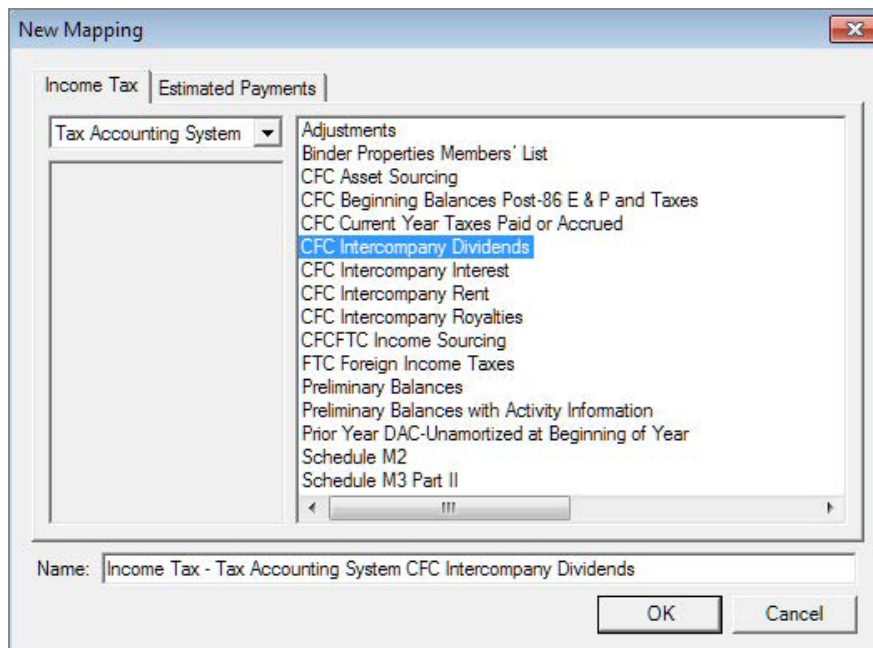 New Mapping
Income Tax
Estimated Payments
Tax Accounting System
Adjustments
Binder Properties Members' List
CFC Asset Sourcing
CFC Beginning Balances Post-86 E & P and Taxes
CFC Current Year Taxes Paid or Accrued
CFC Intercompany Dividends
CFC Intercompany Interest
CFC Intercompany Rent
CFC Intercompany Royalties
CFCFTC Income Sourcing
FTC Foreign Income Taxes
Preliminary Balances
Preliminary Balances with Activity Information
Prior Year DAC-Unamortized at Beginning of Year
Schedule M2
Schedule M3 Part II
Name: Income Tax - Tax Accounting System CFC Intercompany Dividends
OK Cancel